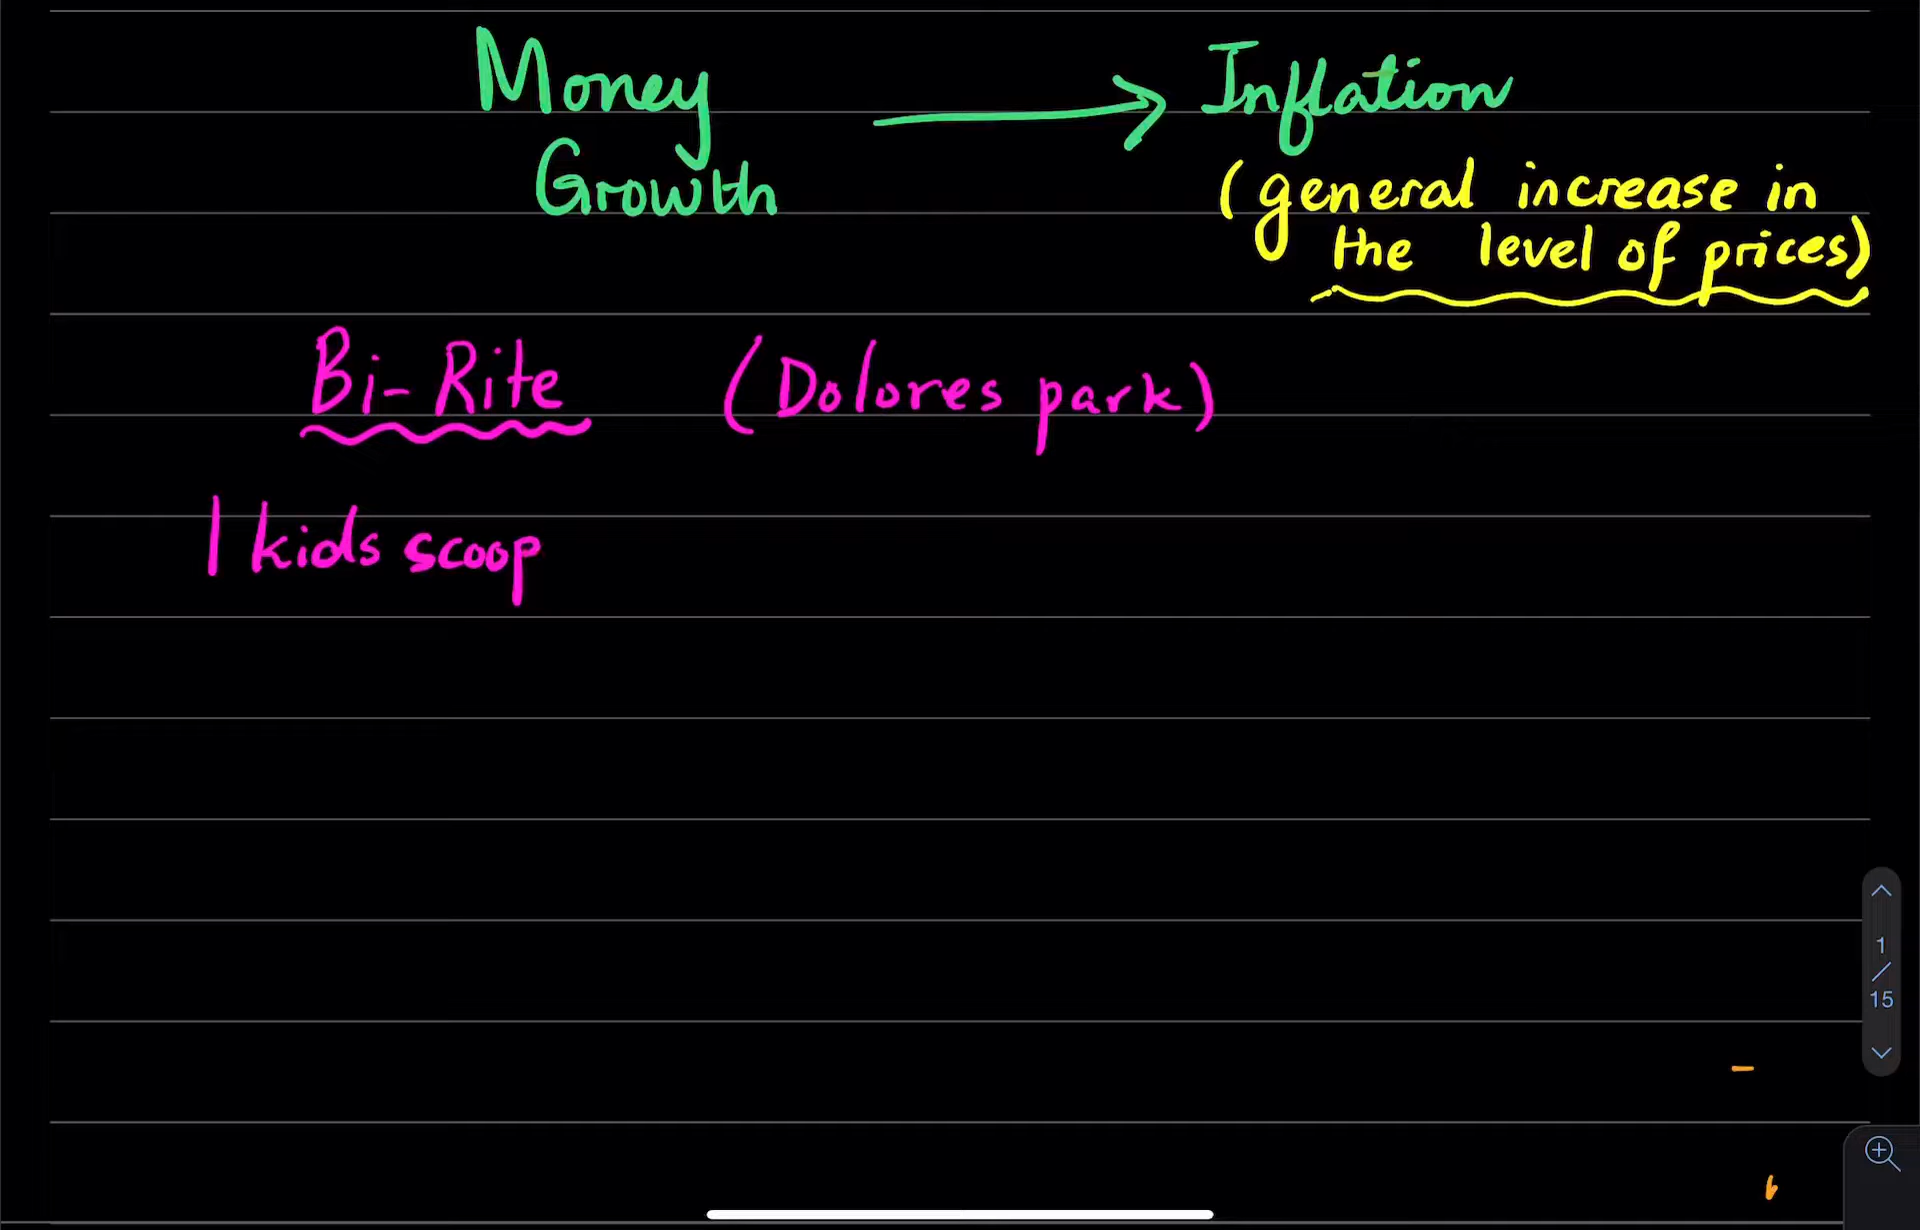 Money → Inflation
Growth
(general increase in
the level of prices)
Bi-Rite (Dolores park)
1 kids scoop
1
/
15